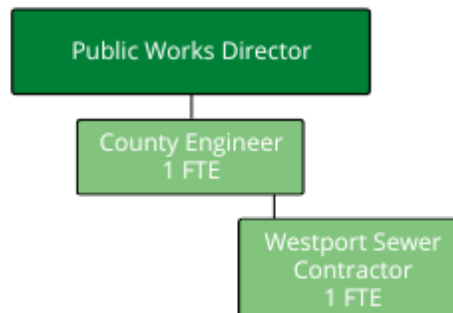 Public Works Director
County Engineer
1 FTE
Westport Sewer
Contractor
1 FTE